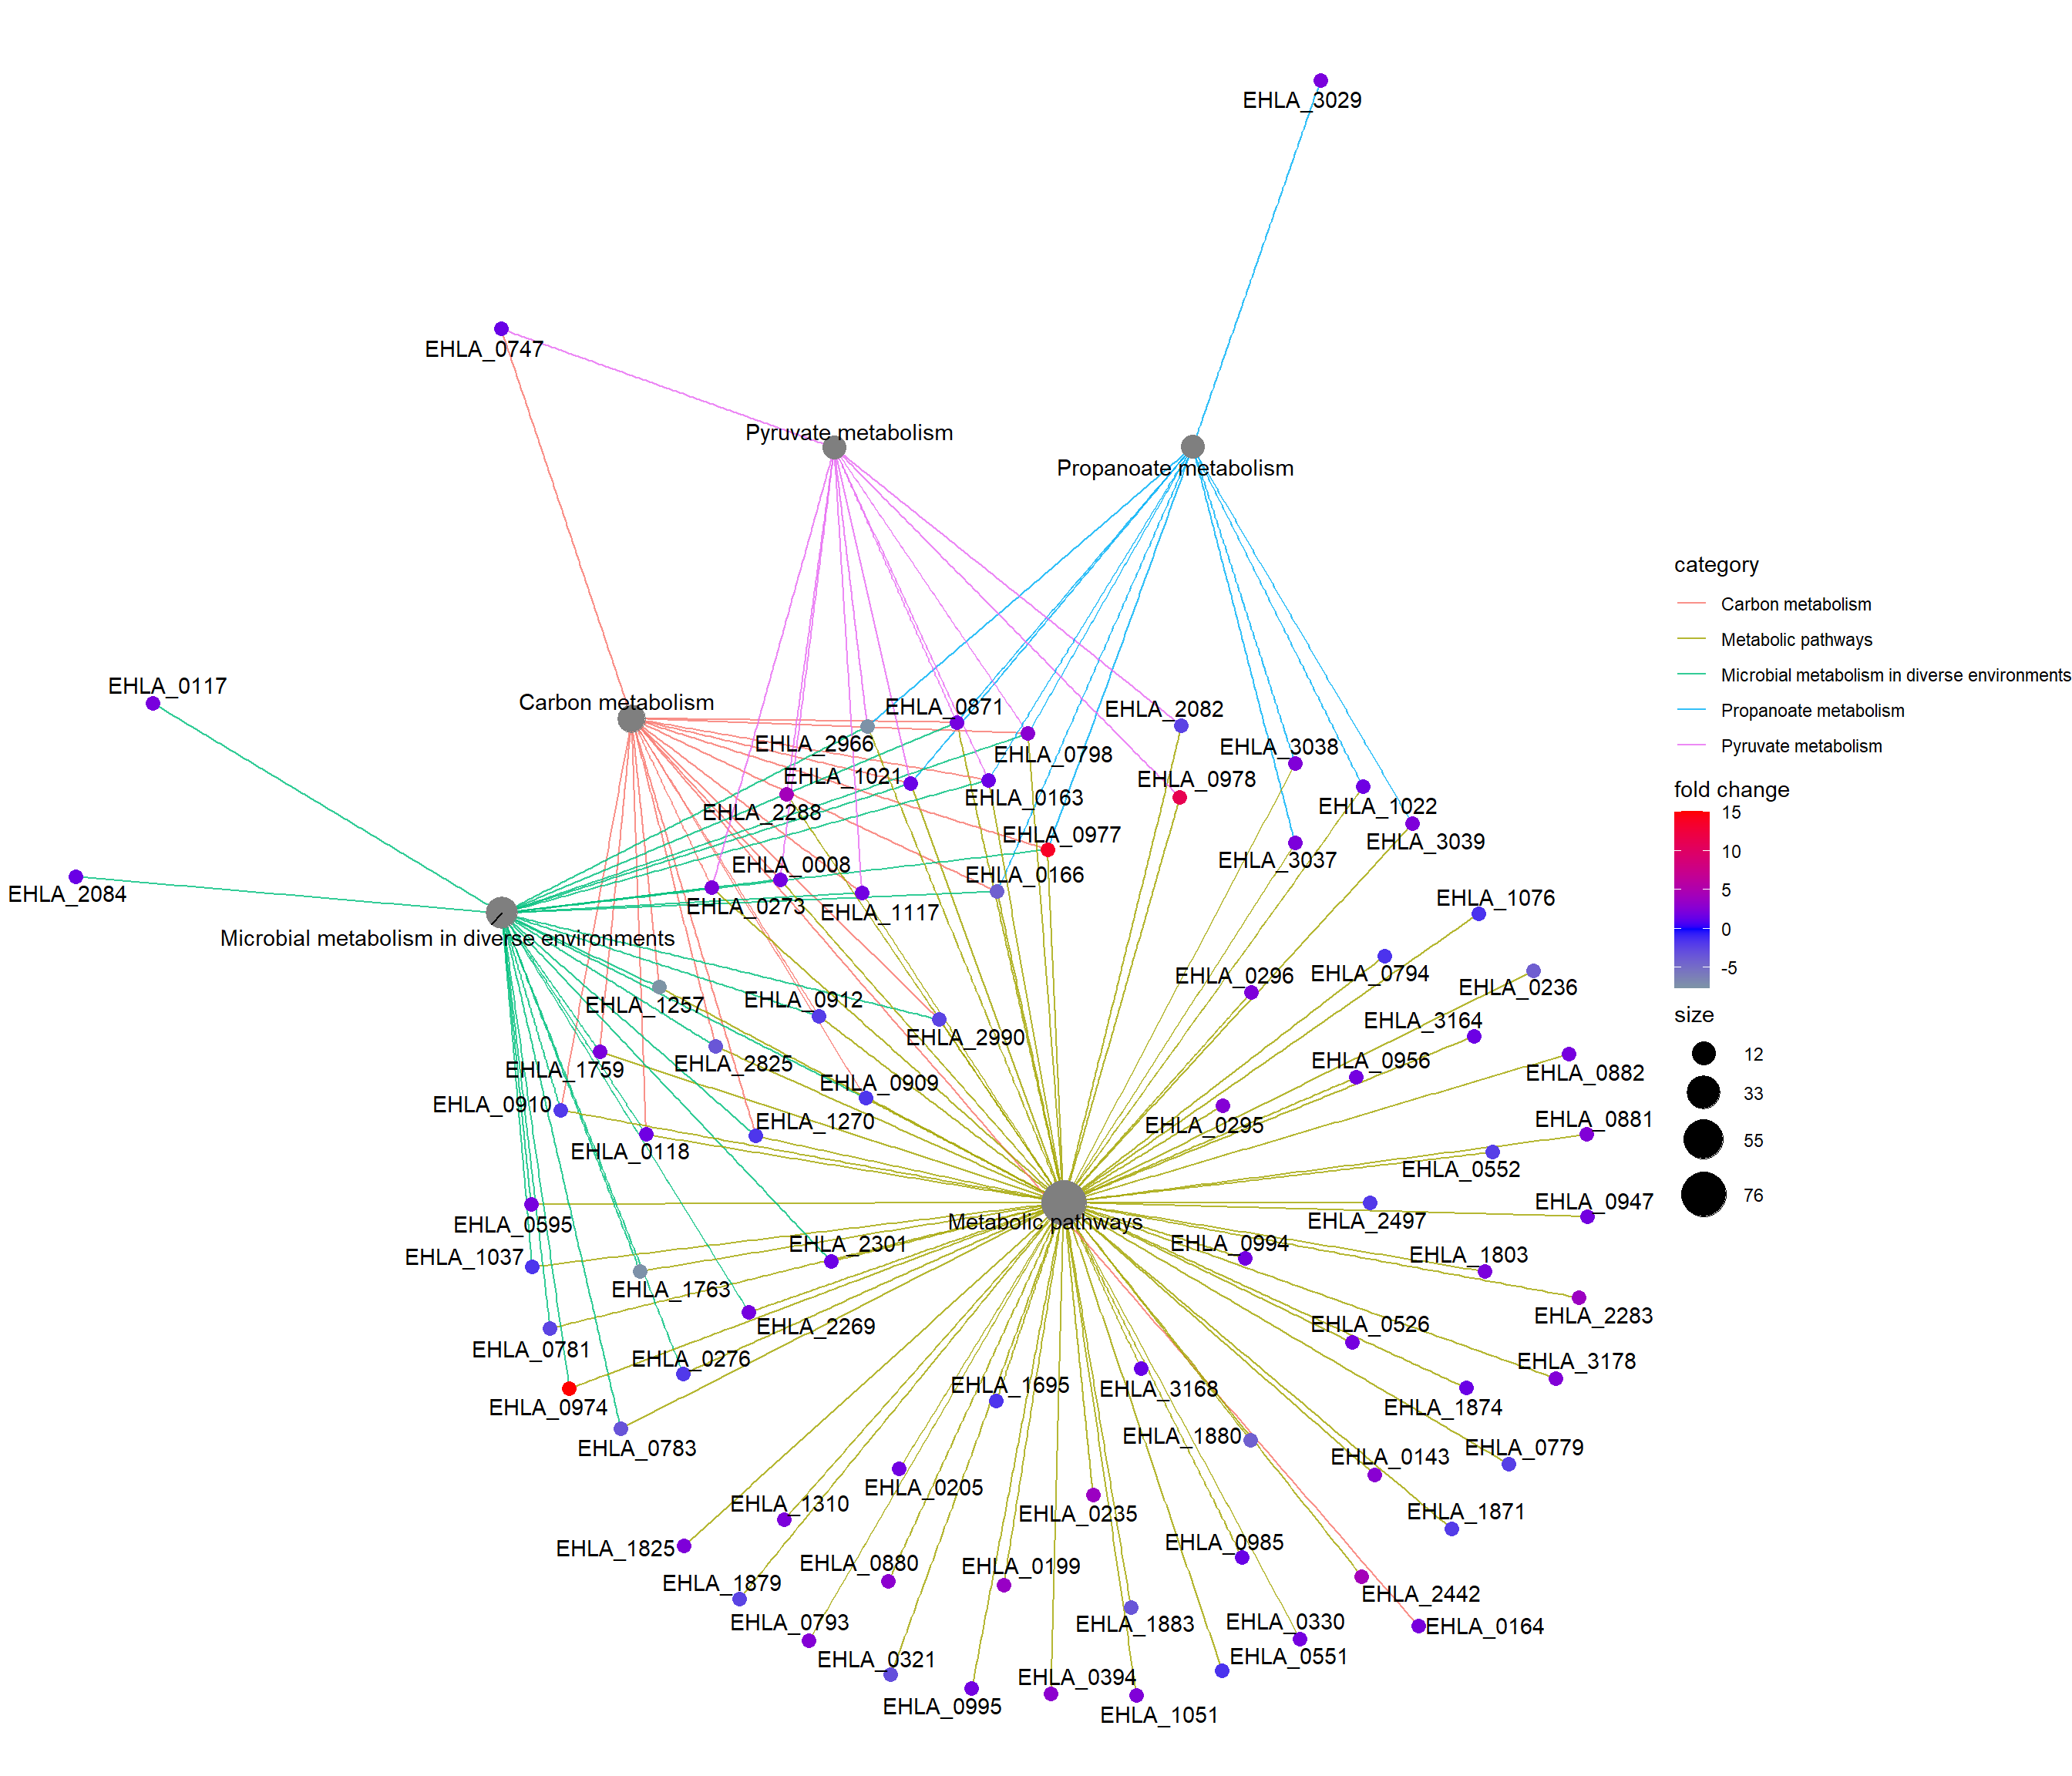 EHLA_3029
EHLA_0747
Pyruvate metabolism
Propanoate metabolism
EHLA_0117
Carbon metabolism
EHLA_0871
EHLA_2082
EHLA_2966
EHLA_0798
EHLA_3038
EHLA_1021
EHLA_0978
EHLA_2288
EHLA_0163
EHLA_1022
EHLA_0977
EHLA_3039
EHLA_3037
EHLA_0008
EHLA_0166
EHLA_2084
EHLA_0273
EHLA_1117
EHLA_1076
Microbial metabolism in diverse environments
EHLA_0296
EHLA_0794
EHLA_0236
EHLA_1257
EHLA_0912
EHLA_3164
EHLA_2990
EHLA_1759
EHLA_2825
EHLA_0956
EHLA_0882
EHLA_0909
EHLA_0910
EHLA_1270
EHLA_0295
EHLA_0881
EHLA_0118
EHLA_0552
EHLA_0947
EHLA_0595
Metabolic pathways
EHLA_2497
EHLA_1037
EHLA_2301
EHLA_0994
EHLA_1803
EHLA_1763
EHLA_2269
EHLA_0526
EHLA_2283
EHLA_0781
EHLA_0276
EHLA_3178
EHLA_1695
EHLA_3168
EHLA_0974
EHLA_1874
EHLA_0783
EHLA_1880
EHLA_0143
EHLA_0779
EHLA_0205
EHLA_1310
EHLA_0235
EHLA_1871
EHLA_1825
EHLA_0985
EHLA_0880
EHLA_0199
EHLA_1879
EHLA_2442
EHLA_0793
EHLA_1883
EHLA_0330
EHLA_0164
EHLA_0321
EHLA_0551
EHLA_0394
EHLA_0995
EHLA_1051
category
Carbon metabolism
Metabolic pathways
Microbial metabolism in diverse environments
Propanoate metabolism
Pyruvate metabolism
fold change
15
10
5
0
-5
size
12
33
55
76